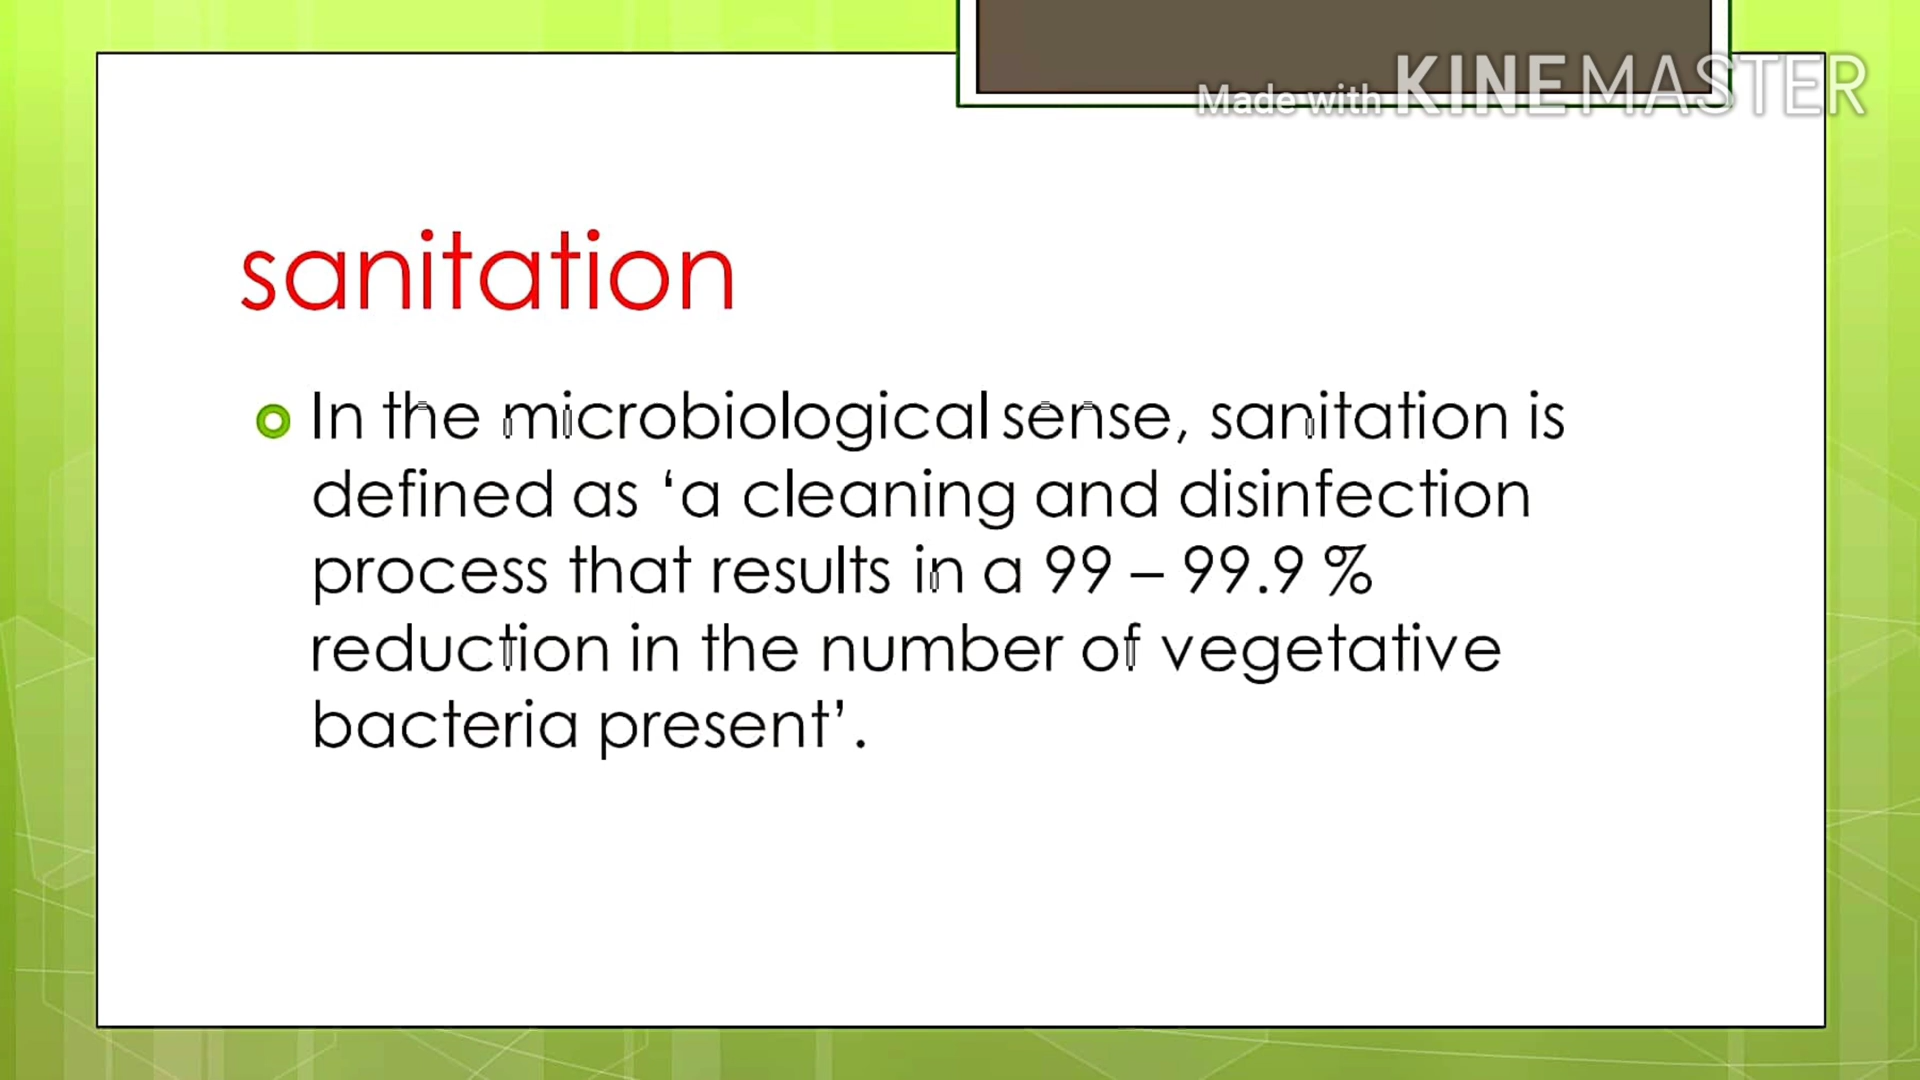 Made with KINEMASTER
sanitation
In the microbiological sense, sanitation is
defined as ‘a cleaning and disinfection
process that results in a 99 – 99.9 %
reduction in the number of vegetative
bacteria present’.